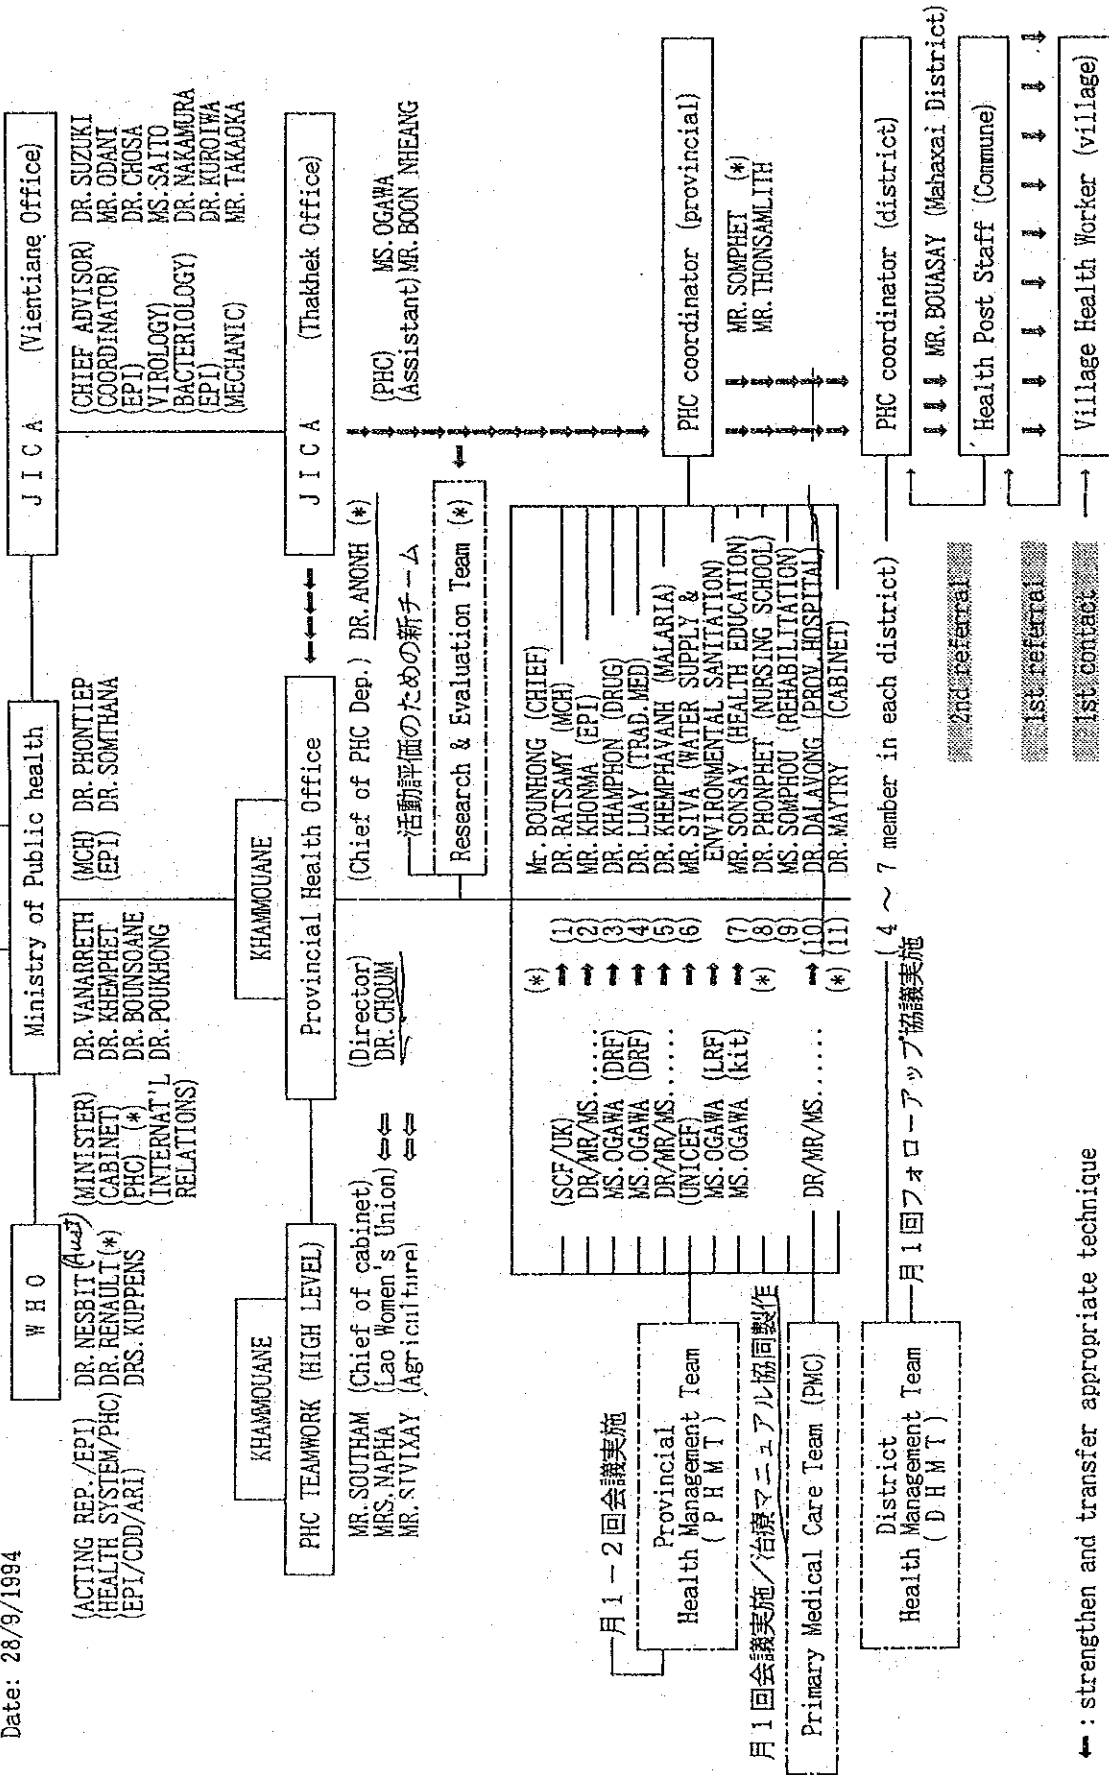 Date: 28/9/1994
W H O
(ACTING REP./EPI) DR. NESBIT (Aust)
(HEALTH SYSTEM/PHC) DR. RENAULT (*)
(EPI/CDD/ARI) DRS. KUPPENS
Ministry of Public health
(MINISTER) DR. VANARRETH
(CABINET) DR. KHEMPHET
(PHC) (*) DR. BOUNSOANE
(INTERNAT'L DR. POUKHONG
RELATIONS)
(MCH) DR. PHONTIEP
(EPI) DR. SOMTHANA
J I C A (Vientiane Office)
(CHIEF ADVISOR) DR. SUZUKI
(COORDINATOR) MR. ODANI
(EPI) DR. CHOSA
(VIROLOGY) MS. SAITO
(BACTERIOLOGY) DR. NAKAMURA
(EPI) DR. KUROIWA
(MECHANIC) MR. TAKAOKA
KHAMMOUANE
PHC TEAMWORK (HIGH LEVEL)
MR. SOUTHAM (Chief of cabinet)
MRS. NAPHA (Lao Women's Union) ⇐⇐
MR. SIVIXAY (Agriculture) ⇐⇐
KHAMMOUANE
Provincial Health Office
(Director)
DR. CHOUM
(Chief of PHC Dep.) DR. ANONH (*)
J I C A (Thakhek Office)
(PHC) MS. OGAWA
(Assistant) MR. BOON NHEANG
活動評価のための新チーム
Research & Evaluation Team (*)
月1-2回会議実施
Provincial
Health Management Team
( P H M T )
月1回会議実施/治療マニュアル協同製作
Primary Medical Care Team (PMC)
(*) Mr. BOUNHONG (CHIEF)
(SCF/UK) ➡ (1) DR. RATSAMY (MCH)
DR/MR/MS...... ➡ (2) MR. KHONMA (EPI)
MS. OGAWA (DRF) ➡ (3) DR. KHAMPHON (DRUG)
MS. OGAWA (DRF) ➡ (4) DR. LUAY (TRAD. MED)
DR/MR/MS...... ➡ (5) DR. KHEMPHAVANH (MALARIA)
(UNICEF) ➡ (6) MR. SIVA (WATER SUPPLY &
MS. OGAWA (LRF) ➡ ENVIRONMENTAL SANITATION)
MS. OGAWA (kit) ➡ (7) MR. SONSAY (HEALTH EDUCATION)
(*) (8) DR. PHONPHET (NURSING SCHOOL)
(9) MS. SOMPHOU (REHABILITATION)
DR/MR/MS...... ➡ (10) DR. DALAVONG (PROV. HOSPITAL)
(*) (11) DR. MAYTRY (CABINET)
PHC coordinator (provincial)
MR. SOMPHET (*)
MR. THONSAMLITH
District
Health Management Team
( D H M T )
( 4 ～ 7 member in each district)
月1回フォローアップ協議実施
PHC coordinator (district)
MR. BOUASAY (Mahaxai District)
2nd referral
Health Post Staff (Commune)
1st referral
1st contact
Village Health Worker (village)
⬅ : strengthen and transfer appropriate technique